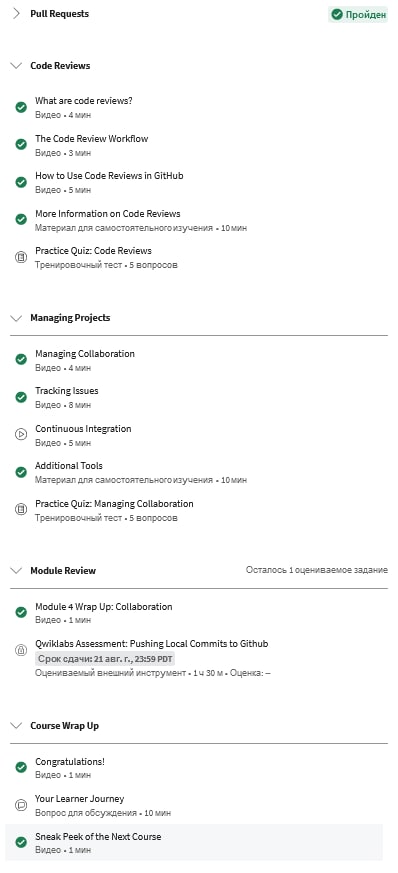 Pull Requests
Пройден
Code Reviews
What are code reviews?
Видео • 4 мин
The Code Review Workflow
Видео • 3 мин
How to Use Code Reviews in GitHub
Видео • 5 мин
More Information on Code Reviews
Материал для самостоятельного изучения • 10 мин
Practice Quiz: Code Reviews
Тренировочный тест • 5 вопросов
Managing Projects
Managing Collaboration
Видео • 4 мин
Tracking Issues
Видео • 8 мин
Continuous Integration
Видео • 5 мин
Additional Tools
Материал для самостоятельного изучения • 10 мин
Practice Quiz: Managing Collaboration
Тренировочный тест • 5 вопросов
Module Review
Осталось 1 оцениваемое задание
Module 4 Wrap Up: Collaboration
Видео • 1 мин
Qwiklabs Assessment: Pushing Local Commits to Github
Срок сдачи: 21 авг. г., 23:59 PDT
Оцениваемый внешний инструмент • 1 ч 30 м • Оценка: --
Course Wrap Up
Congratulations!
Видео • 1 мин
Your Learner Journey
Вопрос для обсуждения • 10 мин
Sneak Peek of the Next Course
Видео • 1 мин